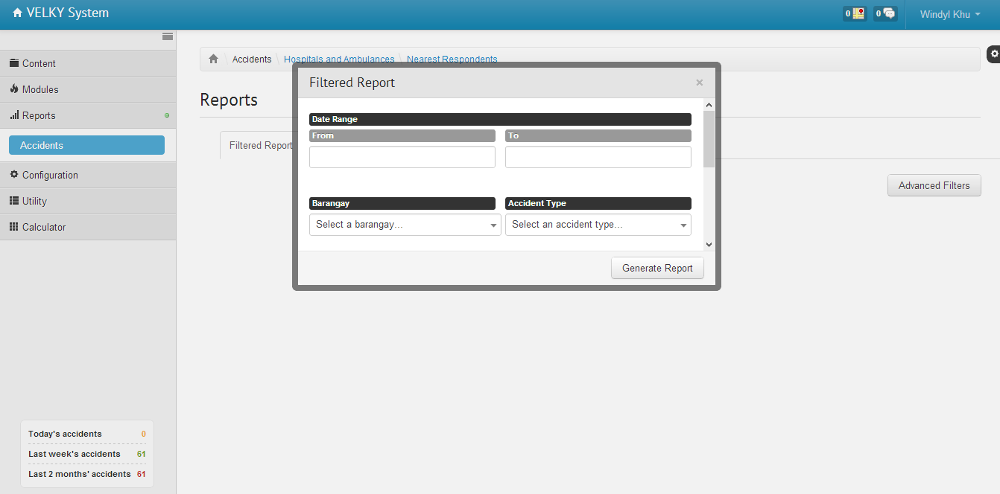 VELKY System
0
0
Windyl Khu
Content
Modules
Reports
Accidents
Configuration
Utility
Calculator
Today's accidents 0
Last week's accidents 61
Last 2 months' accidents 61
Accidents Hospitals and Ambulances Nearest Respondents
Reports
Filtered Report
Advanced Filters
Filtered Report ×
Date Range
From To
Barangay Accident Type
Select a barangay... Select an accident type...
Generate Report